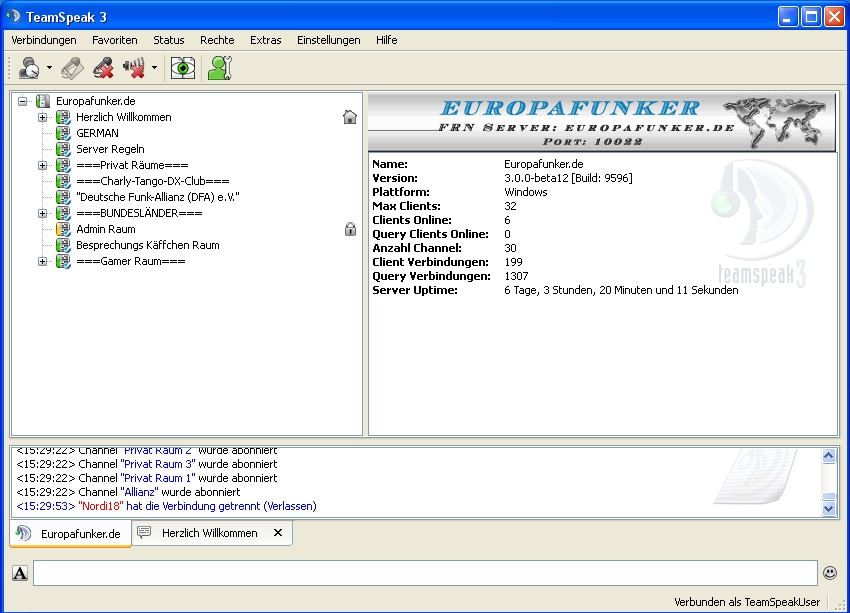 TeamSpeak 3
Verbindungen Favoriten Status Rechte Extras Einstellungen Hilfe
Europafunker.de
Herzlich Willkommen
GERMAN
Server Regeln
===Privat Räume===
===Charly-Tango-DX-Club===
"Deutsche Funk-Allianz (DFA) e.V."
===BUNDESLÄNDER===
Admin Raum
Besprechungs Käffchen Raum
===Gamer Raum===
EUROPAFUNKER
FRN SERVER: EUROPAFUNKER.DE
PORT: 10022
Name: Europafunker.de
Version: 3.0.0-beta12 [Build: 9596]
Plattform: Windows
Max Clients: 32
Clients Online: 6
Query Clients Online: 0
Anzahl Channel: 30
Client Verbindungen: 199
Query Verbindungen: 1307
Server Uptime: 6 Tage, 3 Stunden, 20 Minuten und 11 Sekunden
teamspeak 3
<15:29:22> Channel "Privat Raum 2" wurde abonniert
<15:29:22> Channel "Privat Raum 3" wurde abonniert
<15:29:22> Channel "Privat Raum 1" wurde abonniert
<15:29:22> Channel "Allianz" wurde abonniert
<15:29:53> "Nordi18" hat die Verbindung getrennt (Verlassen)
Europafunker.de Herzlich Willkommen
A
Verbunden als TeamSpeakUser